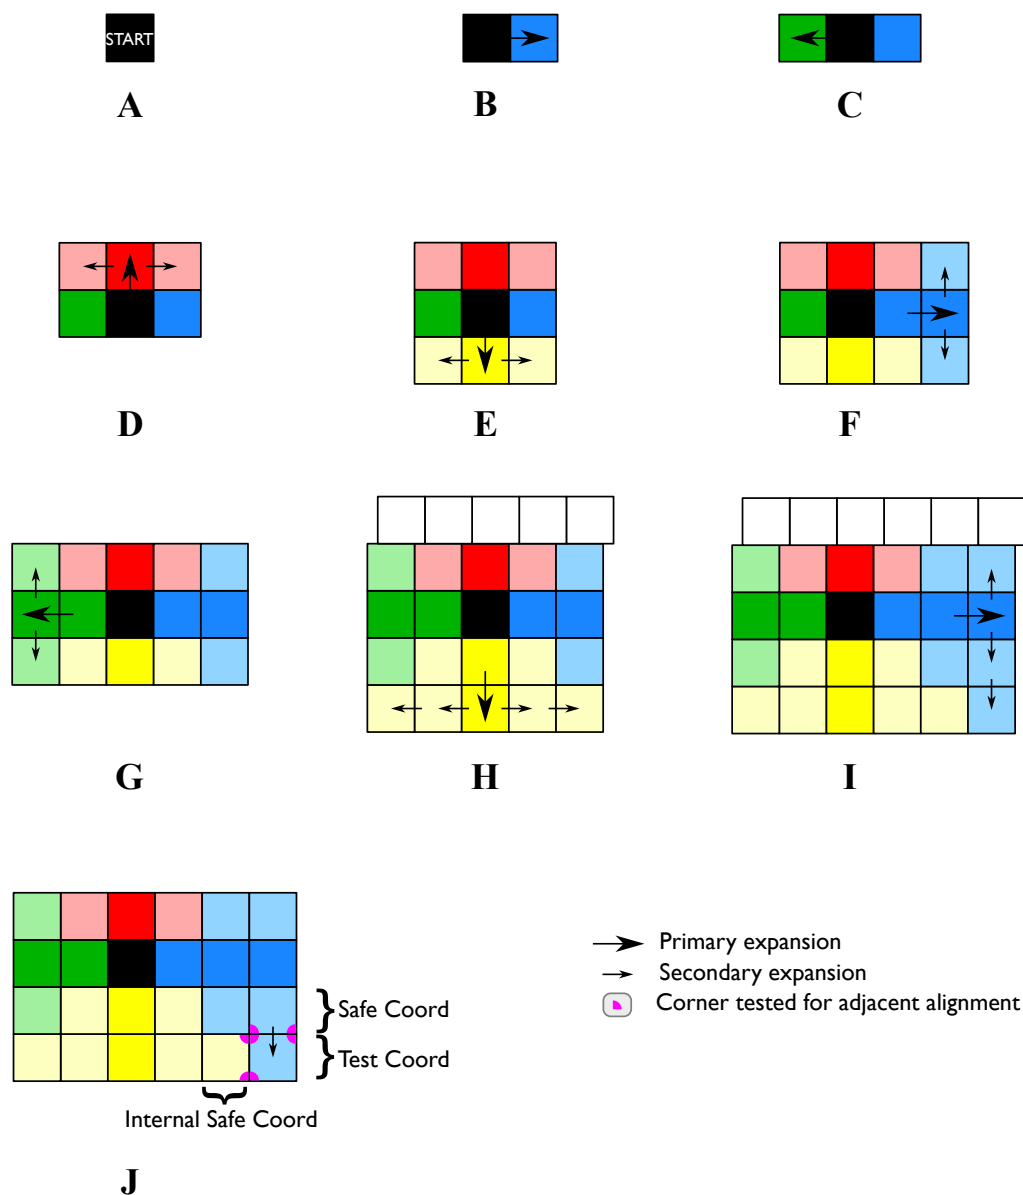 START
A
B
C
D
E
F
G
H
I
Primary expansion
Secondary expansion
Corner tested for adjacent alignment
Safe Coord
Test Coord
Internal Safe Coord
J